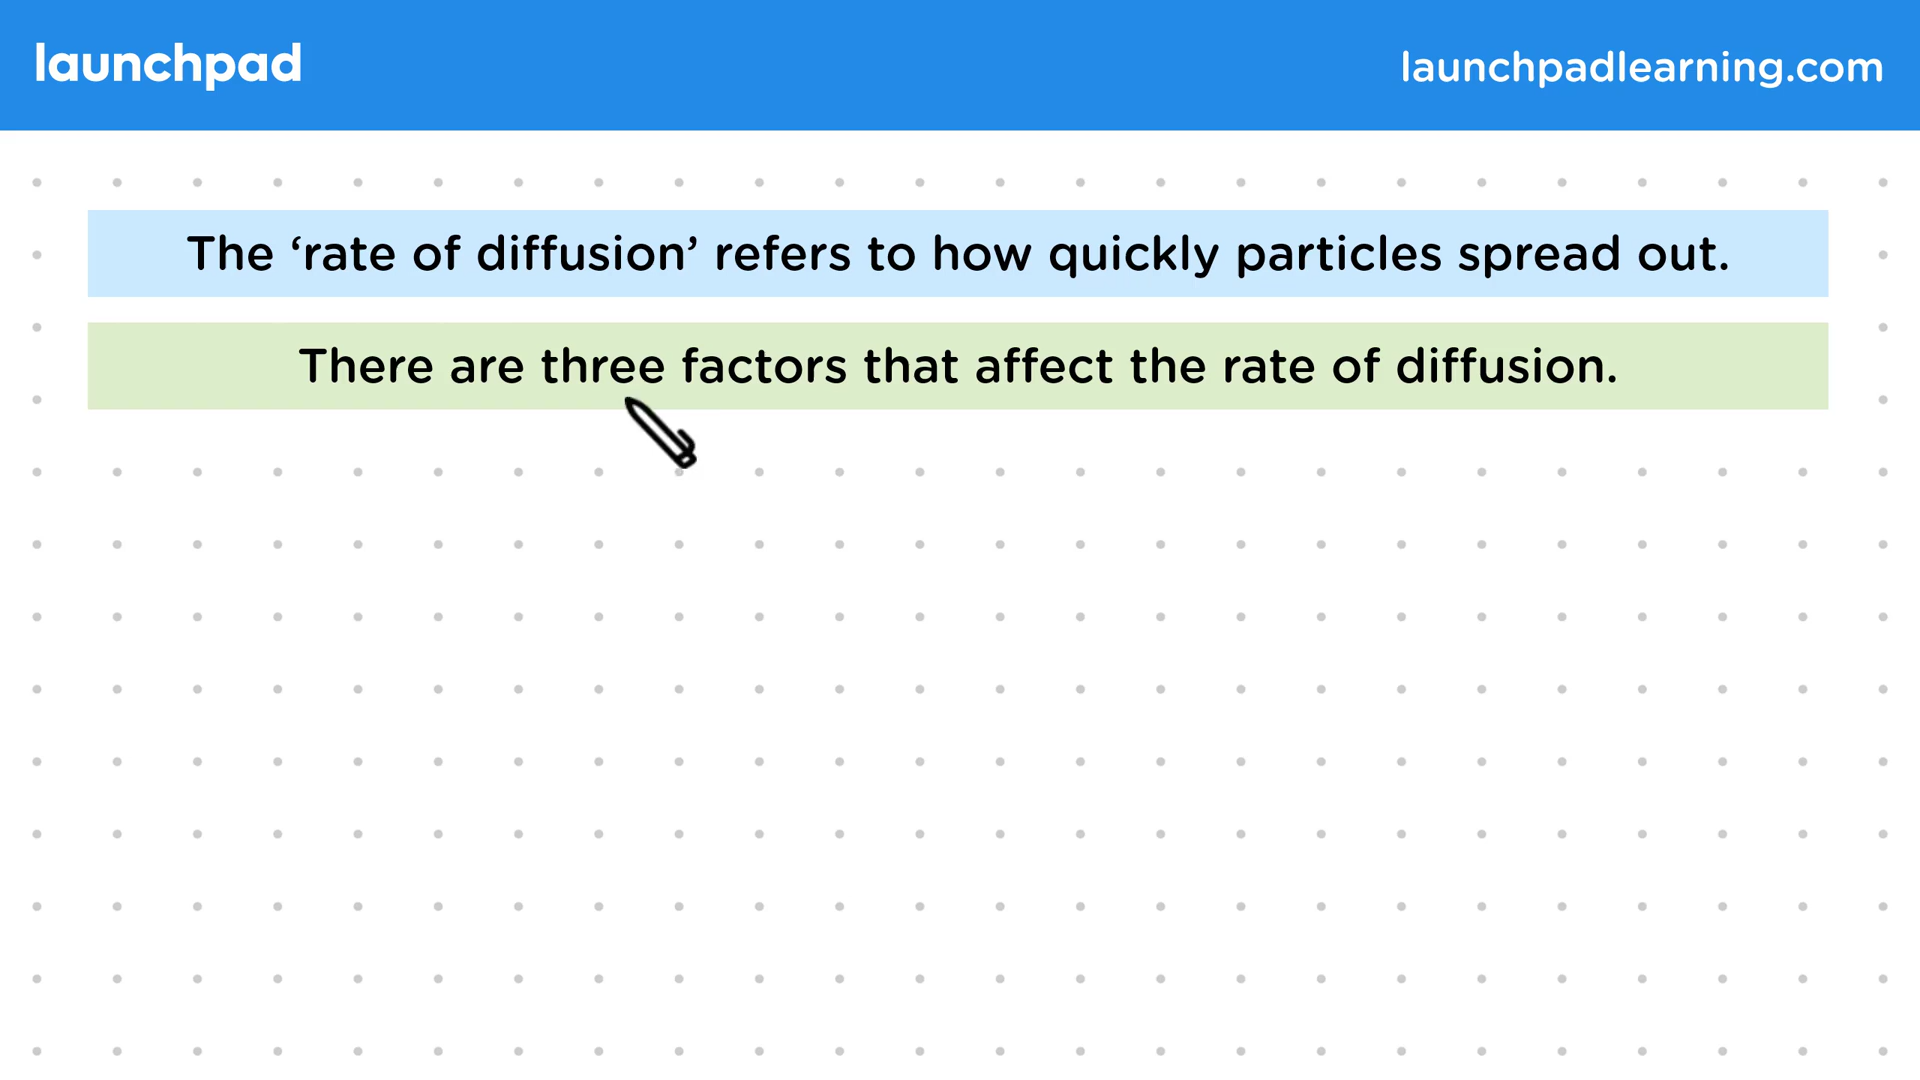 launchpad
launchpadlearning.com
The ‘rate of diffusion’ refers to how quickly particles spread out.
There are three factors that affect the rate of diffusion.